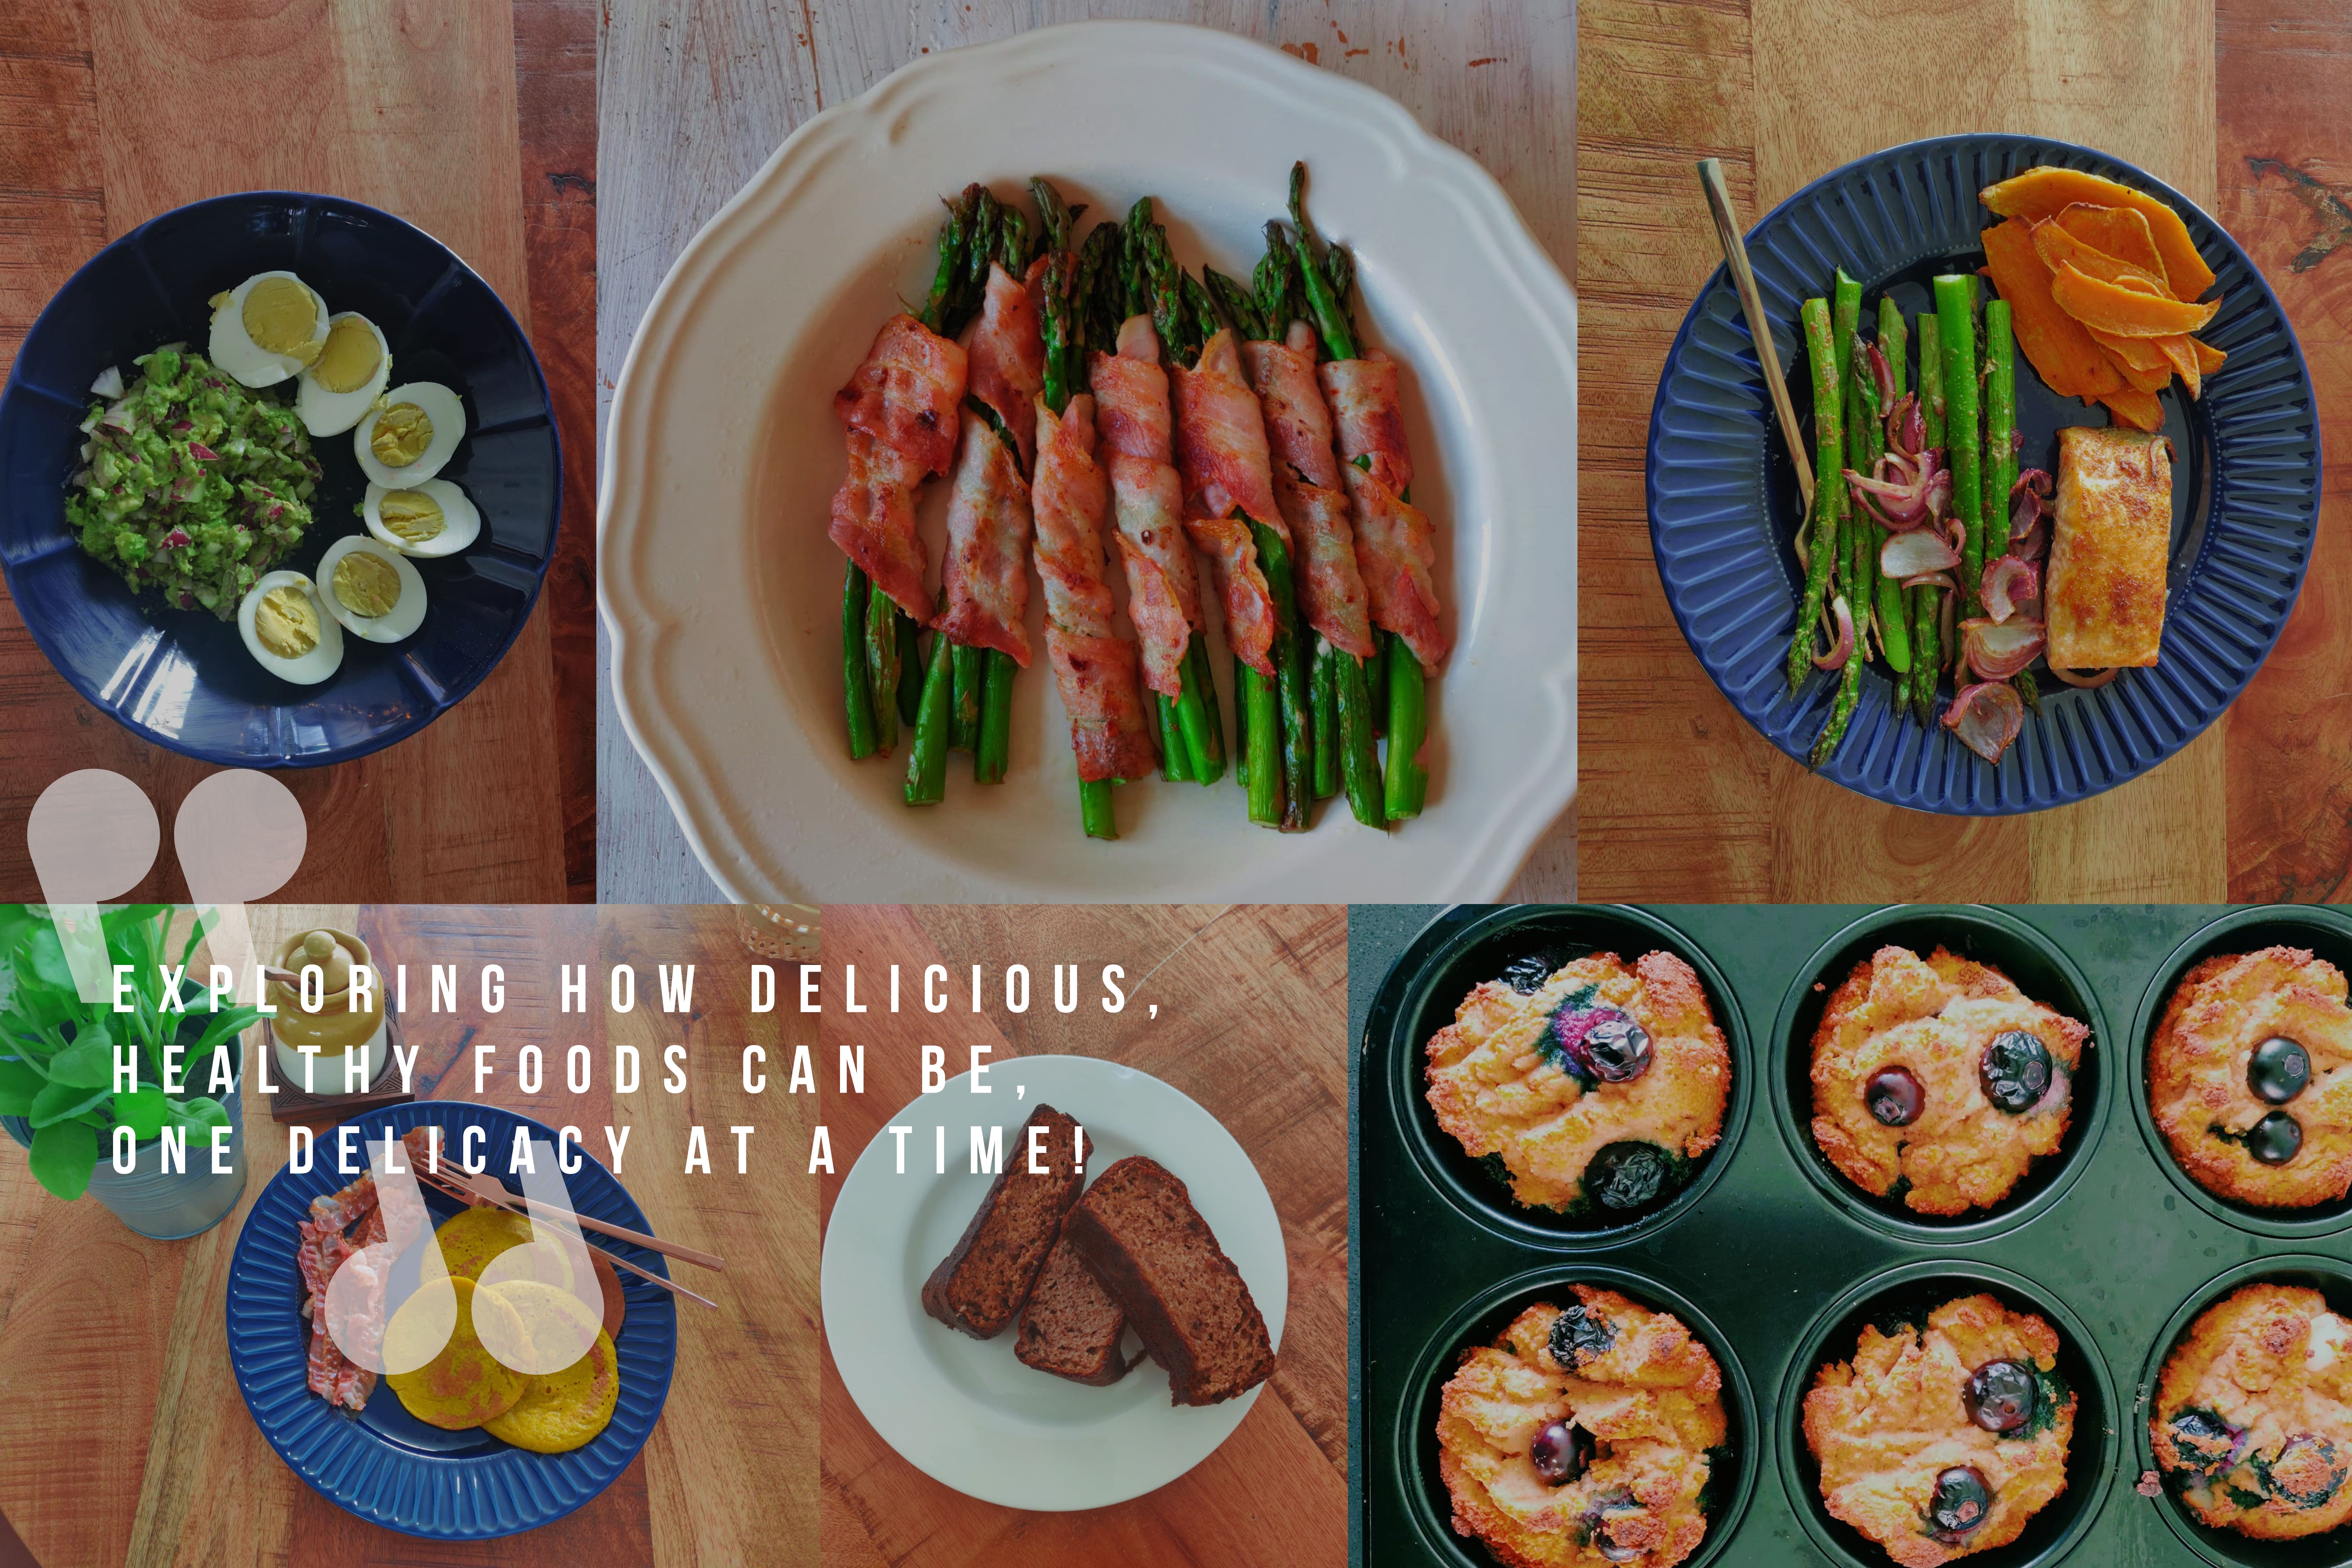 EXPLORING HOW DELICIOUS,
HEALTHY FOODS CAN BE,
ONE DELICACY AT A TIME!